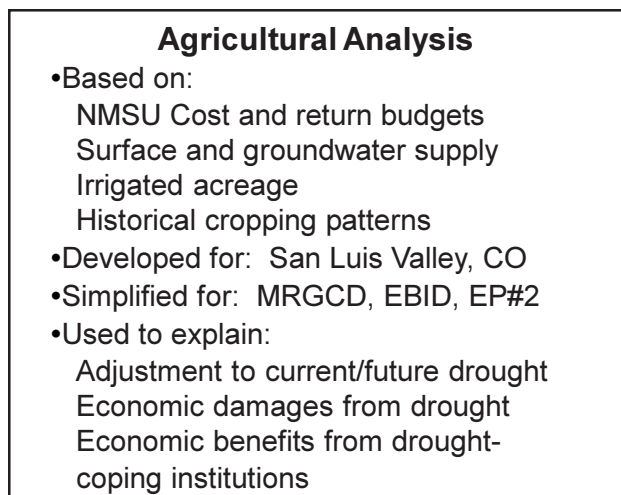 Agricultural Analysis
•Based on:
NMSU Cost and return budgets
Surface and groundwater supply
Irrigated acreage
Historical cropping patterns
•Developed for: San Luis Valley, CO
•Simplified for: MRGCD, EBID, EP#2
•Used to explain:
Adjustment to current/future drought
Economic damages from drought
Economic benefits from drought-
coping institutions